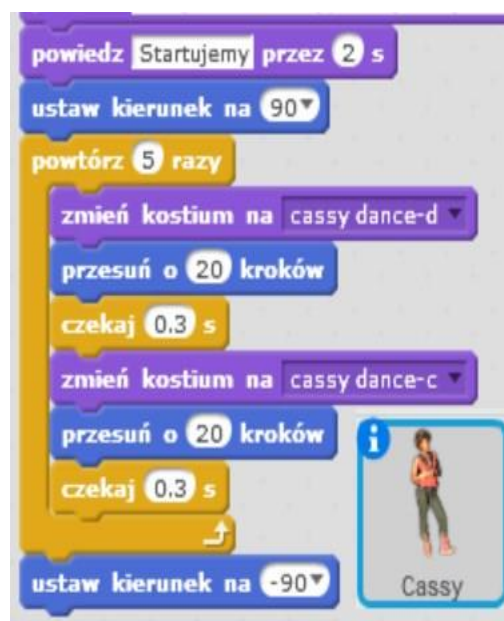 powiedz Startujemy przez 2 s
ustaw kierunek na 90
powtórz 5 razy
zmień kostium na cassy dance-d
przesuń o 20 kroków
czekaj 0.3 s
zmień kostium na cassy dance-c
przesuń o 20 kroków
czekaj 0.3 s
ustaw kierunek na -90
i
Cassy